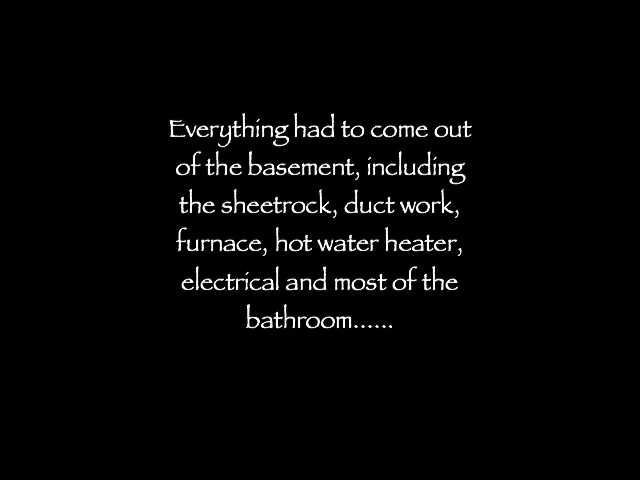 Everything had to come out
of the basement, including
the sheetrock, duct work,
furnace, hot water heater,
electrical and most of the
bathroom......